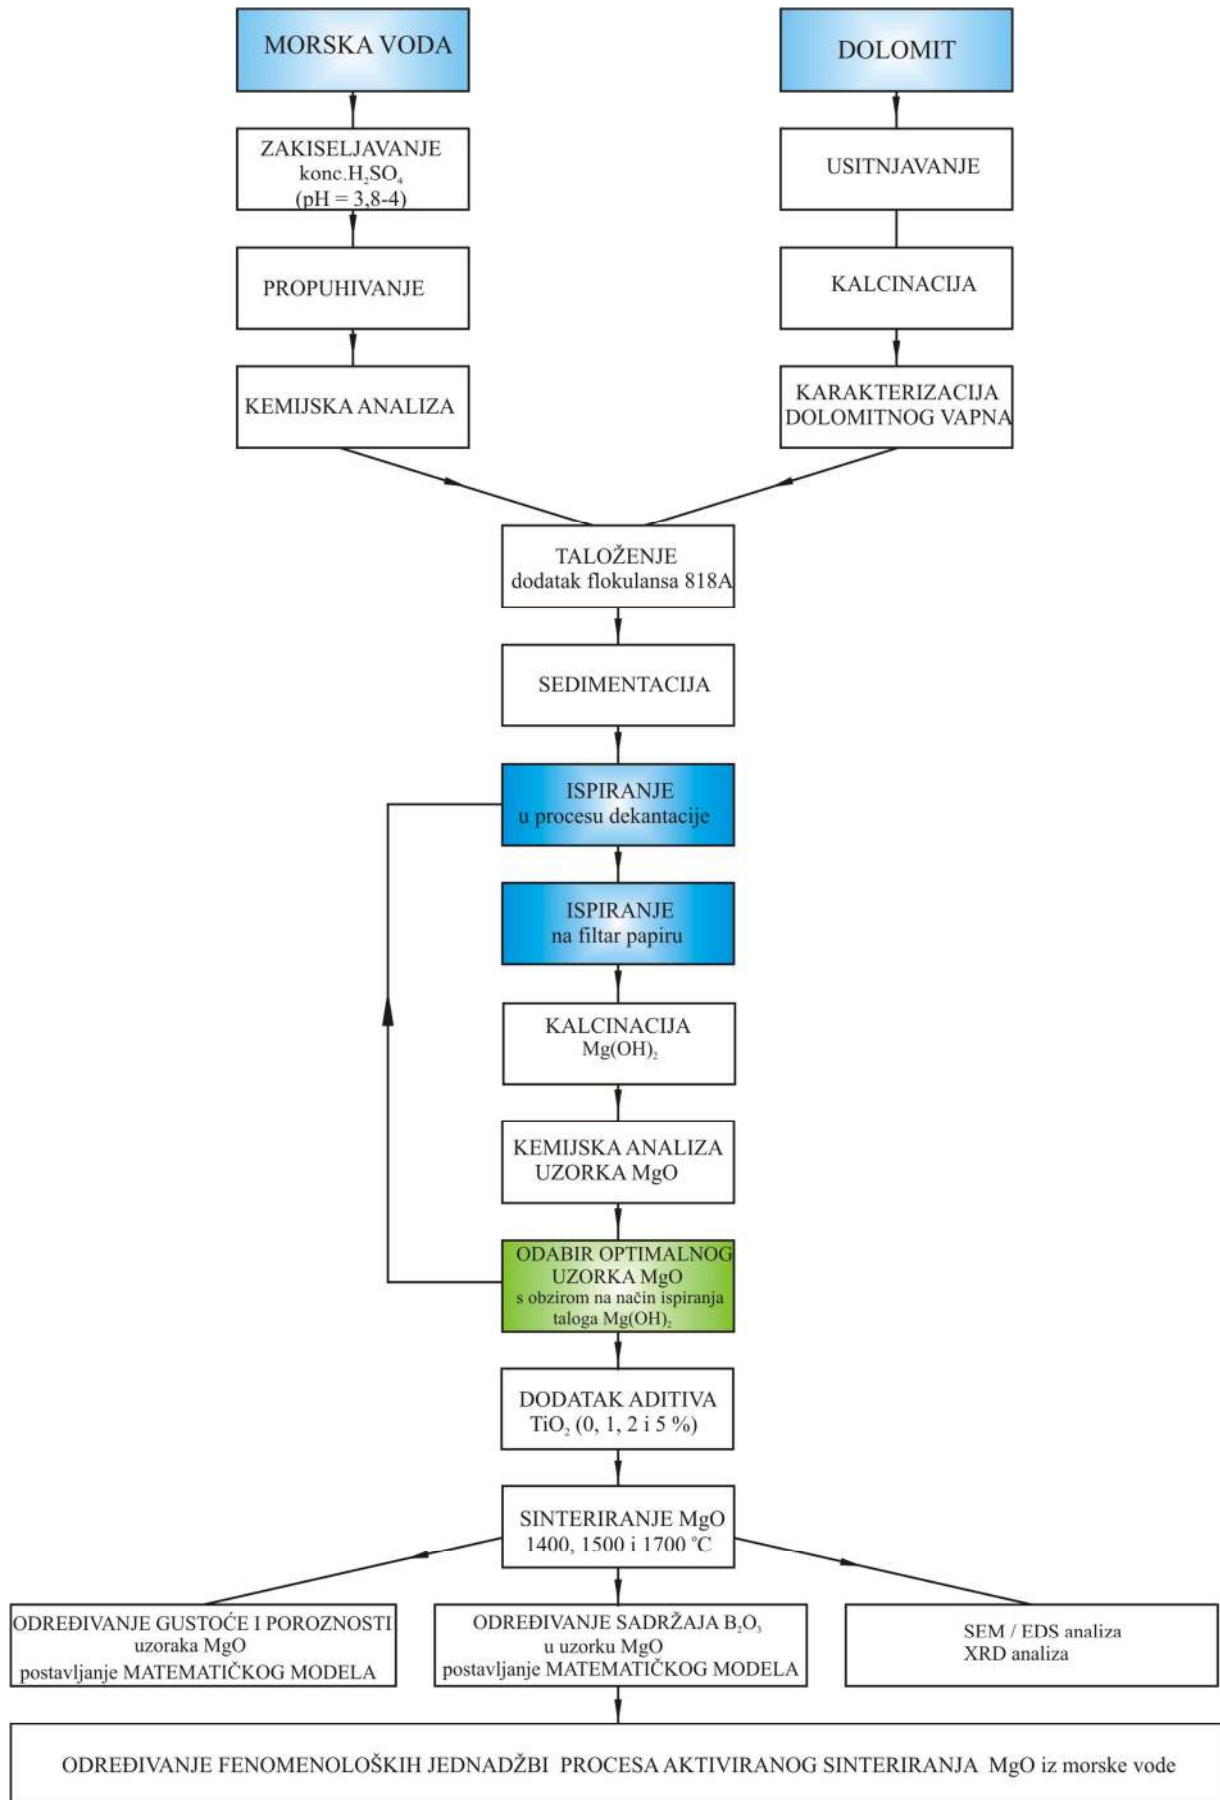 MORSKA VODA
DOLOMIT
ZAKISELJAVANJE
konc.H₂SO₄
(pH = 3,8-4)
USITNJAVANJE
PROPUHIVANJE
KALCINACIJA
KEMIJSKA ANALIZA
KARAKTERIZACIJA
DOLOMITNOG VAPNA
TALOŽENJE
dodatak flokulansa 818A
SEDIMENTACIJA
ISPIRANJE
u procesu dekantacije
ISPIRANJE
na filtar papiru
KALCINACIJA
Mg(OH)₂
KEMIJSKA ANALIZA
UZORKA MgO
ODABIR OPTIMALNOG
UZORKA MgO
s obzirom na način ispiranja
taloga Mg(OH)₂
DODATAK ADITIVA
TiO₂ (0, 1, 2 i 5 %)
SINTERIRANJE MgO
1400, 1500 i 1700 °C
ODREĐIVANJE GUSTOĆE I POROZNOSTI
uzoraka MgO
postavljanje MATEMATIČKOG MODELA
ODREĐIVANJE SADRŽAJA B₂O₃
u uzorku MgO
postavljanje MATEMATIČKOG MODELA
SEM / EDS analiza
XRD analiza
ODREĐIVANJE FENOMENOLOŠKIH JEDNADŽBI PROCESA AKTIVIRANOG SINTERIRANJA MgO iz morske vode